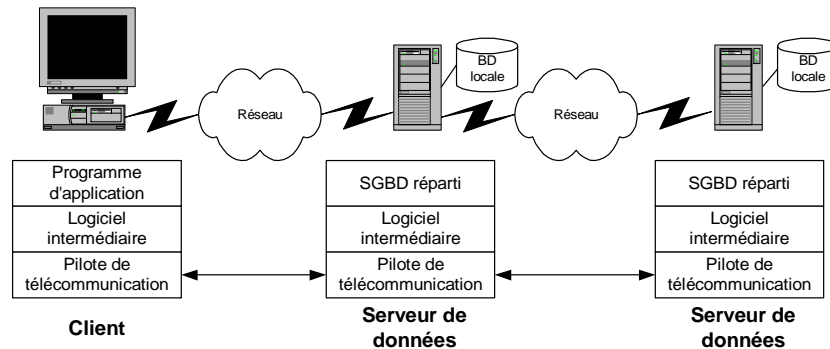 BD
locale
BD
locale
Réseau
Réseau
Programme
d'application
Logiciel
intermédiaire
Pilote de
télécommunication
Client
SGBD réparti
Logiciel
intermédiaire
Pilote de
télécommunication
Serveur de
données
SGBD réparti
Logiciel
intermédiaire
Pilote de
télécommunication
Serveur de
données